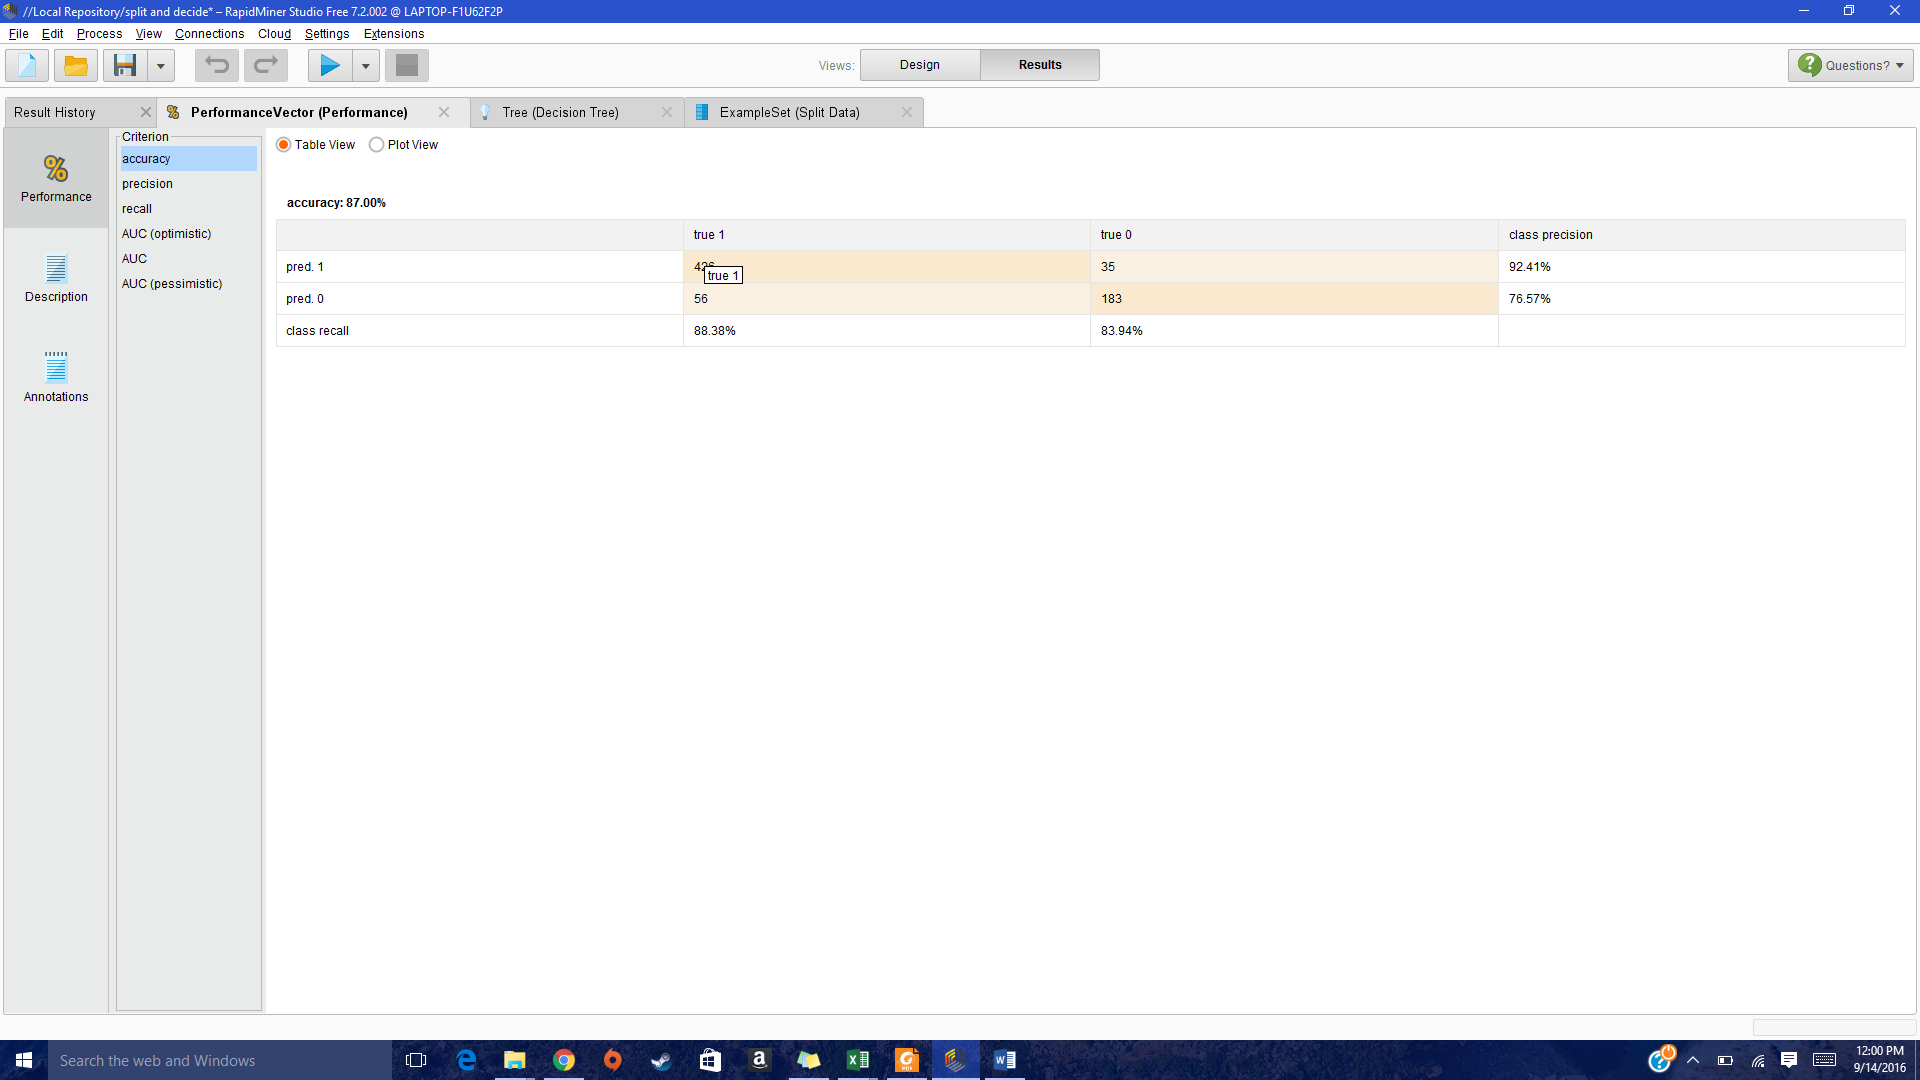 //Local Repository/split and decide* – RapidMiner Studio Free 7.2.002 @ LAPTOP-F1U62F2P
File Edit Process View Connections Cloud Settings Extensions
Views: Design Results
Questions?
Result History
PerformanceVector (Performance)
Tree (Decision Tree)
ExampleSet (Split Data)
%
Performance
Description
Annotations
Criterion
accuracy
precision
recall
AUC (optimistic)
AUC
AUC (pessimistic)
Table View Plot View
accuracy: 87.00%
true 1 true 0 class precision
pred. 1 426 35 92.41%
true 1
pred. 0 56 183 76.57%
class recall 88.38% 83.94%
Search the web and Windows
12:00 PM
9/14/2016